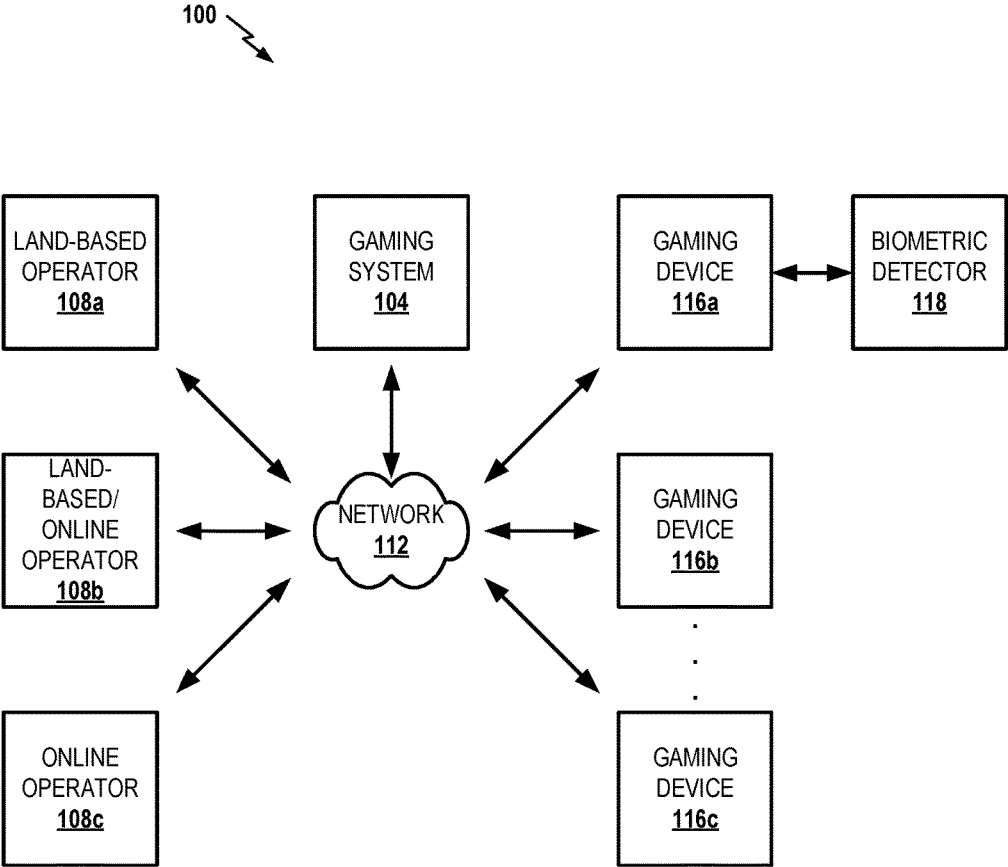 100
LAND-BASED
OPERATOR
108a
GAMING
SYSTEM
104
GAMING
DEVICE
116a
BIOMETRIC
DETECTOR
118
LAND-
BASED/
ONLINE
OPERATOR
108b
NETWORK
112
GAMING
DEVICE
116b
ONLINE
OPERATOR
108c
GAMING
DEVICE
116c